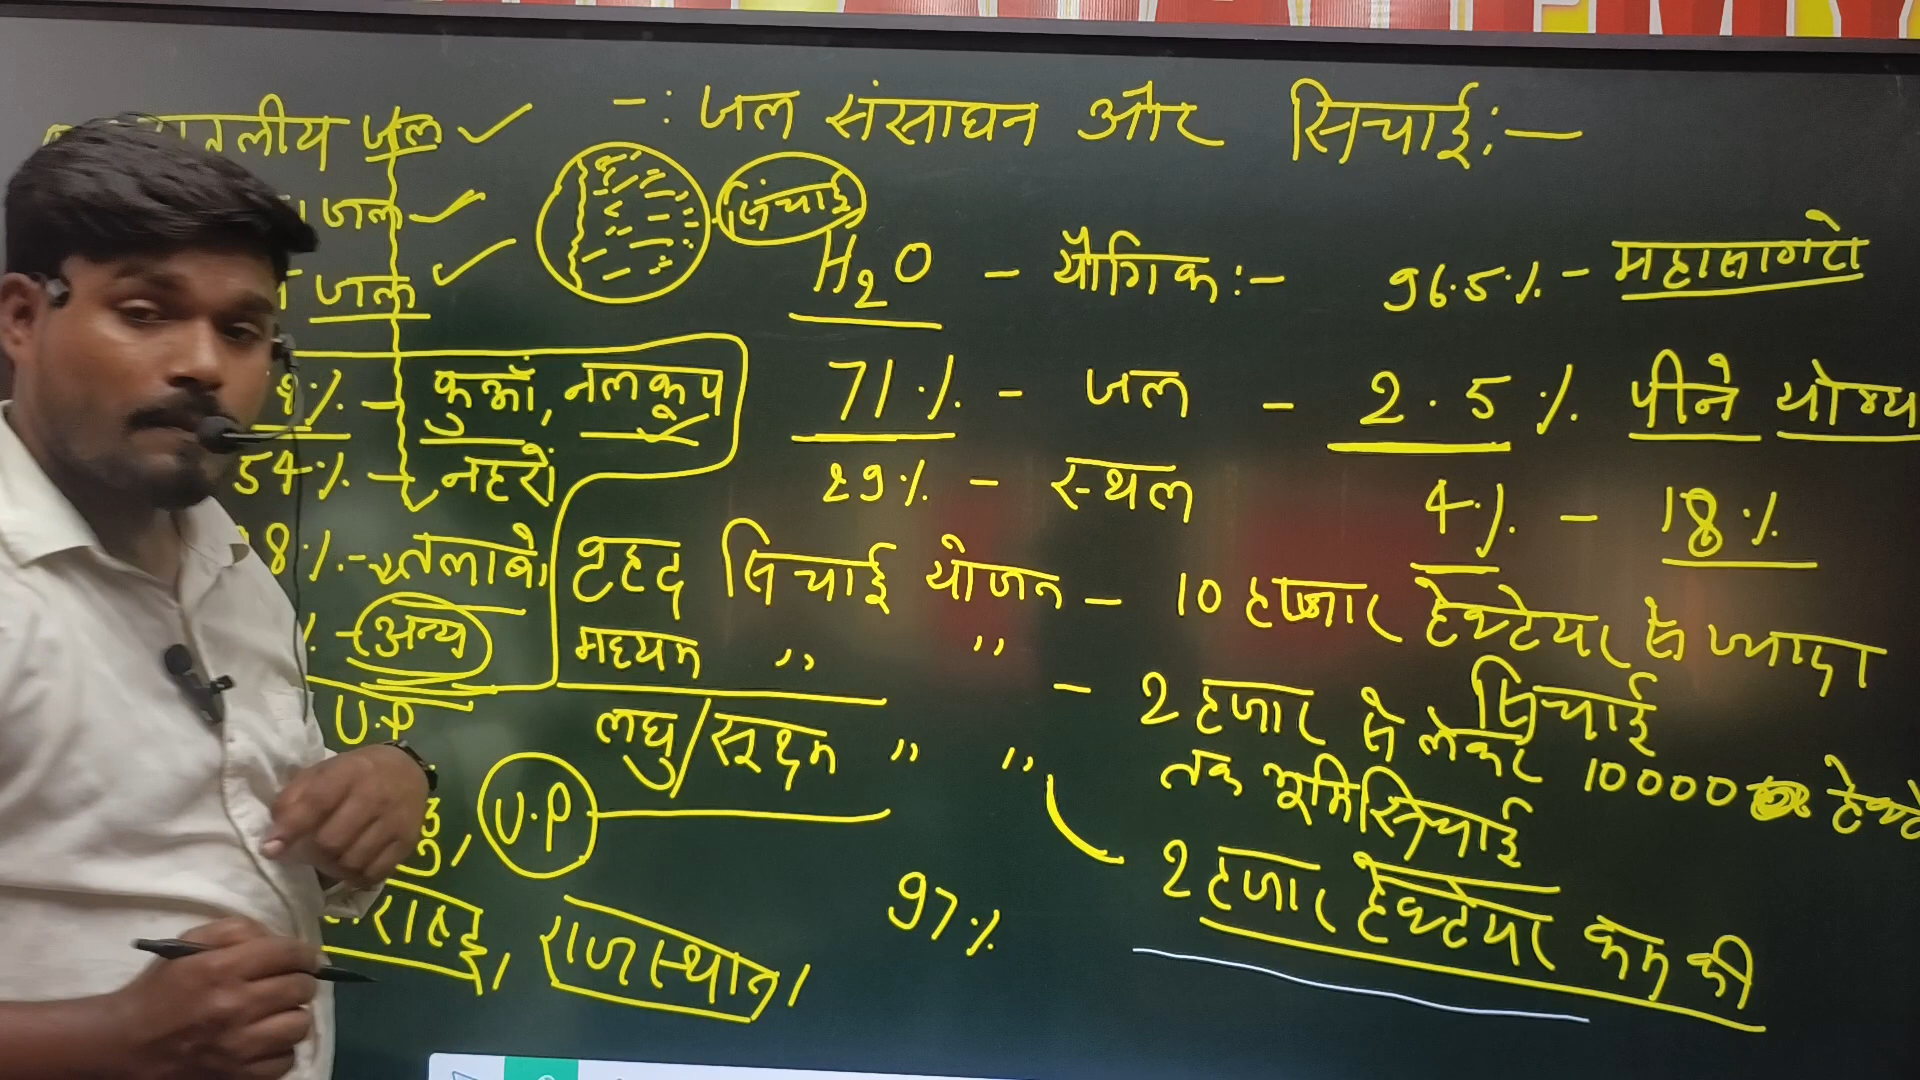 -: जल संसाधन और सिचाई:-
जल ✓
जल ✓
जल ✓
सिंचाई
H₂O - यौगिक:- 96.5% - महासागरो
71% - जल - 2.5% पीने योग्य
29% - स्थल 4% - 18%
कुआँ, नलकूप
54% - नहरों
8% - तलाबो
% - अन्य
वृहद सिचाई योजन - 10 हजार हेक्टेयर से ज्यादा सिचाई
मध्यम " " - 2 हजार से लेकर 10000 हेक्टे
तक भूमि सिचाई
लघु/सूक्ष्म " " 2 हजार हेक्टेयर कम की
U.P
U.P
राजस्थान
97%